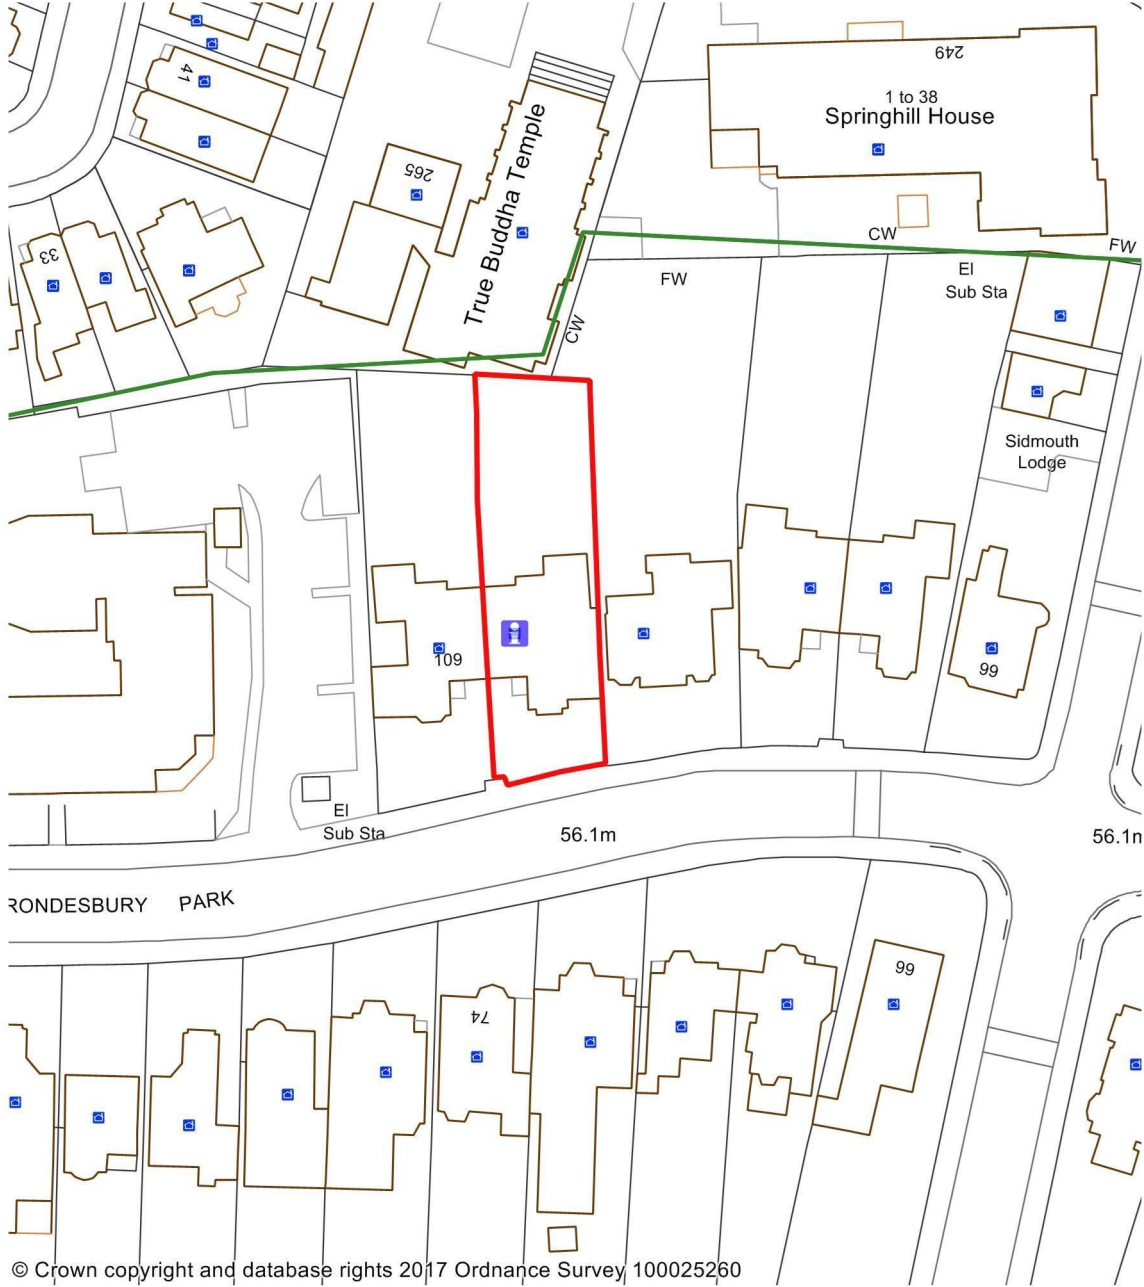 249
41
1 to 38
Springhill House
265
True Buddha Temple
CW
FW
33
El
Sub Sta
FW
CW
Sidmouth
Lodge
109
99
El
Sub Sta
56.1m
56.1m
RONDESBURY PARK
66
74
© Crown copyright and database rights 2017 Ordnance Survey 100025260